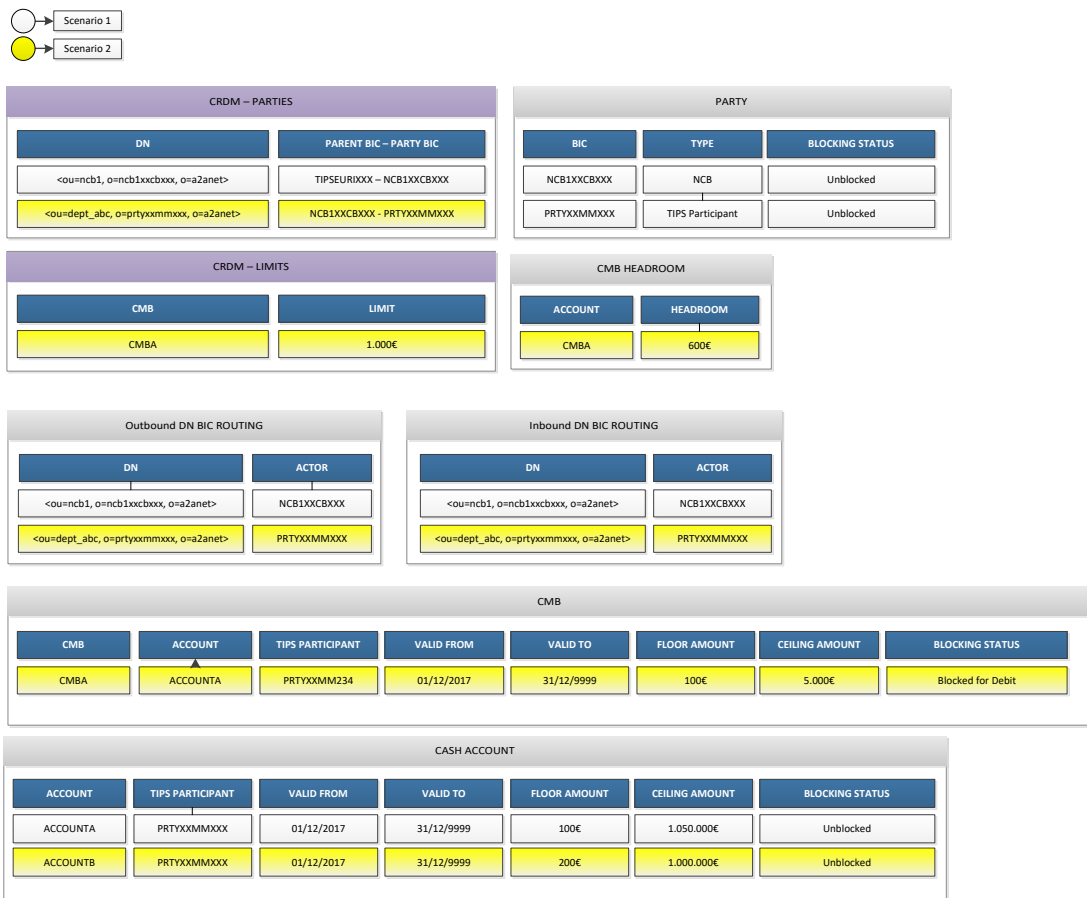 Scenario 1
Scenario 2
CRDM – PARTIES
DN PARENT BIC – PARTY BIC
<ou=ncb1, o=ncb1xxcbxxx, o=a2anet> TIPSEURIXXX – NCB1XXCBXXX
<ou=dept_abc, o=prtyxxmmxxx, o=a2anet> NCB1XXCBXXX - PRTYXXMMXXX
PARTY
BIC TYPE BLOCKING STATUS
NCB1XXCBXXX NCB Unblocked
PRTYXXMMXXX TIPS Participant Unblocked
CRDM – LIMITS
CMB LIMIT
CMBA 1.000€
CMB HEADROOM
ACCOUNT HEADROOM
CMBA 600€
Outbound DN BIC ROUTING
DN ACTOR
<ou=ncb1, o=ncb1xxcbxxx, o=a2anet> NCB1XXCBXXX
<ou=dept_abc, o=prtyxxmmxxx, o=a2anet> PRTYXXMMXXX
Inbound DN BIC ROUTING
DN ACTOR
<ou=ncb1, o=ncb1xxcbxxx, o=a2anet> NCB1XXCBXXX
<ou=dept_abc, o=prtyxxmmxxx, o=a2anet> PRTYXXMMXXX
CMB
CMB ACCOUNT TIPS PARTICIPANT VALID FROM VALID TO FLOOR AMOUNT CEILING AMOUNT BLOCKING STATUS
CMBA ACCOUNTA PRTYXXMM234 01/12/2017 31/12/9999 100€ 5.000€ Blocked for Debit
CASH ACCOUNT
ACCOUNT TIPS PARTICIPANT VALID FROM VALID TO FLOOR AMOUNT CEILING AMOUNT BLOCKING STATUS
ACCOUNTA PRTYXXMMXXX 01/12/2017 31/12/9999 100€ 1.050.000€ Unblocked
ACCOUNTB PRTYXXMMXXX 01/12/2017 31/12/9999 200€ 1.000.000€ Unblocked